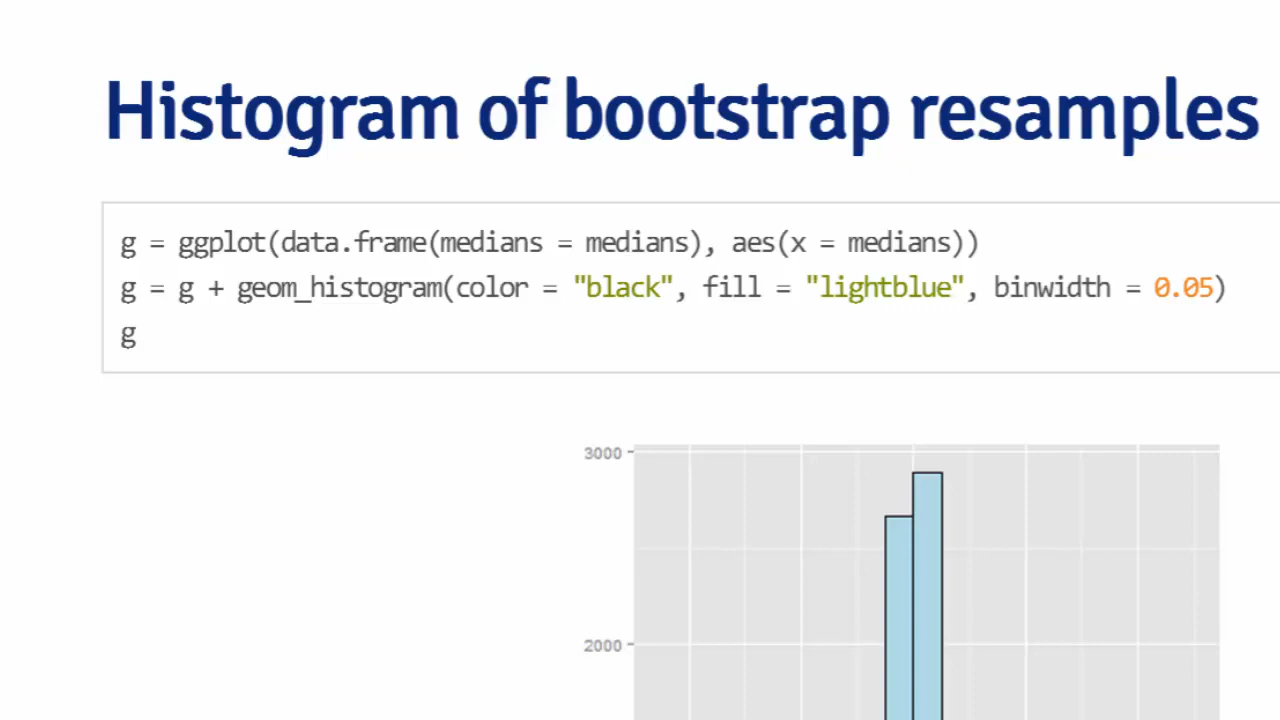 Histogram of bootstrap resamples
g = ggplot(data.frame(medians = medians), aes(x = medians))
g = g + geom_histogram(color = "black", fill = "lightblue", binwidth = 0.05)
g
3000
2000